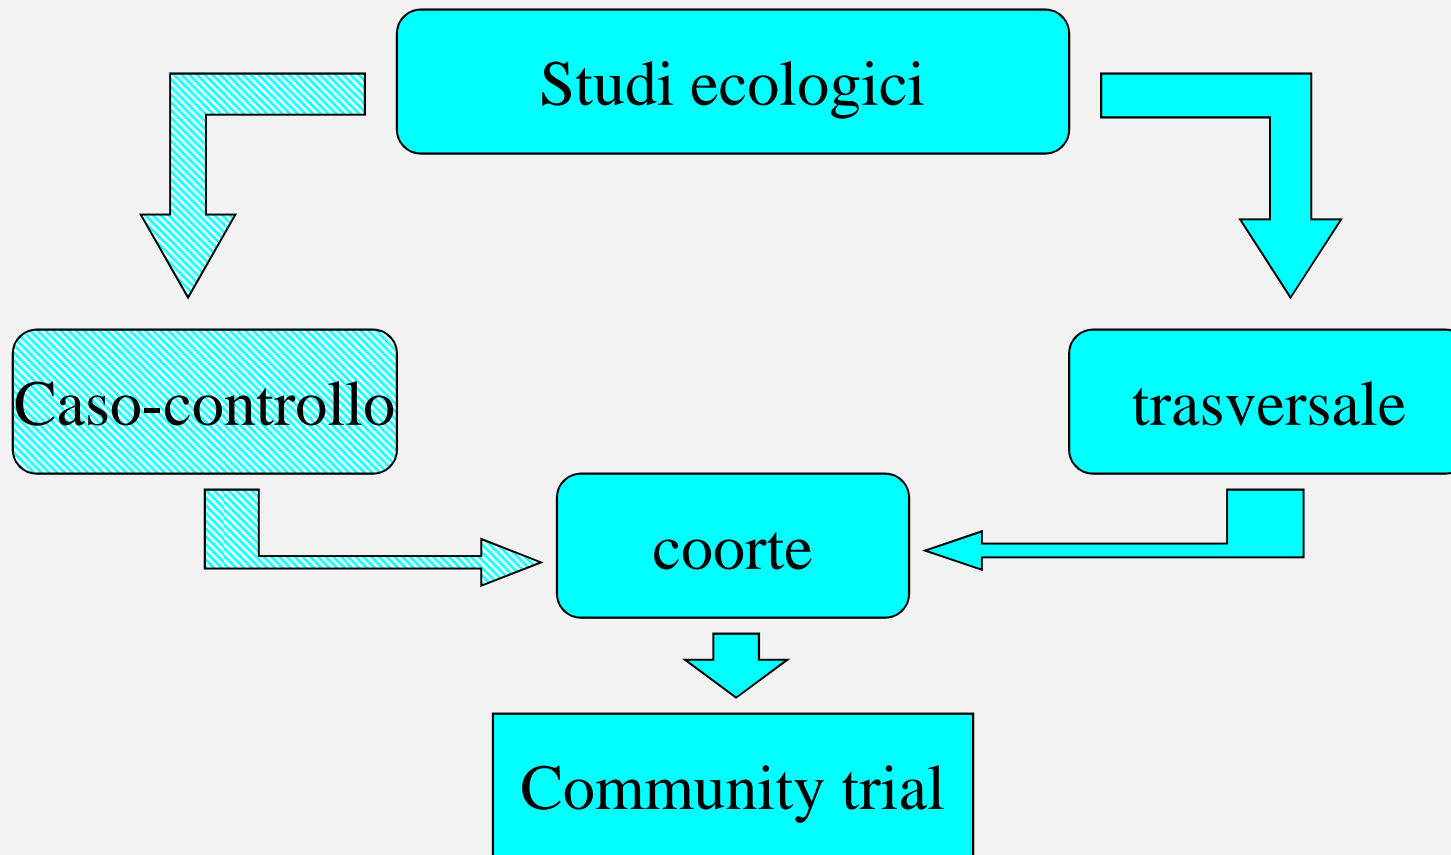 Studi ecologici
Caso-controllo
trasversale
coorte
Community trial